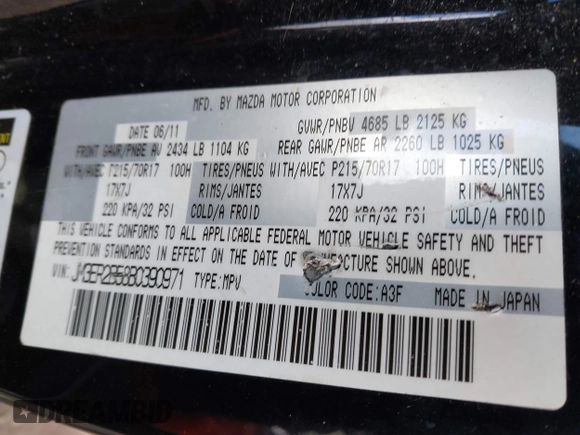 MFD. BY MAZDA MOTOR CORPORATION
DATE 06/11 GVWR/PNBV 4685 LB 2125 KG
FRONT GAWR/PNBE AV 2434 LB 1104 KG REAR GAWR/PNBE AR 2260 LB 1025 KG
WITH/AVEC P215/70R17 100H TIRES/PNEUS WITH/AVEC P215/70R17 100H TIRES/PNEUS
17X7J RIMS/JANTES 17X7J RIMS/JANTES
220 KPA/32 PSI COLD/A FROID 220 KPA/32 PSI COLD/A FROID
THIS VEHICLE CONFORMS TO ALL APPLICABLE FEDERAL MOTOR VEHICLE SAFETY AND THEFT
PREVENTION STANDARDS IN EFFECT ON THE DATE OF SHOWN ABOVE.
VIN: JM3ER2B58B0390971 TYPE: MPV
COLOR CODE: A3F MADE IN JAPAN
DREAMBID